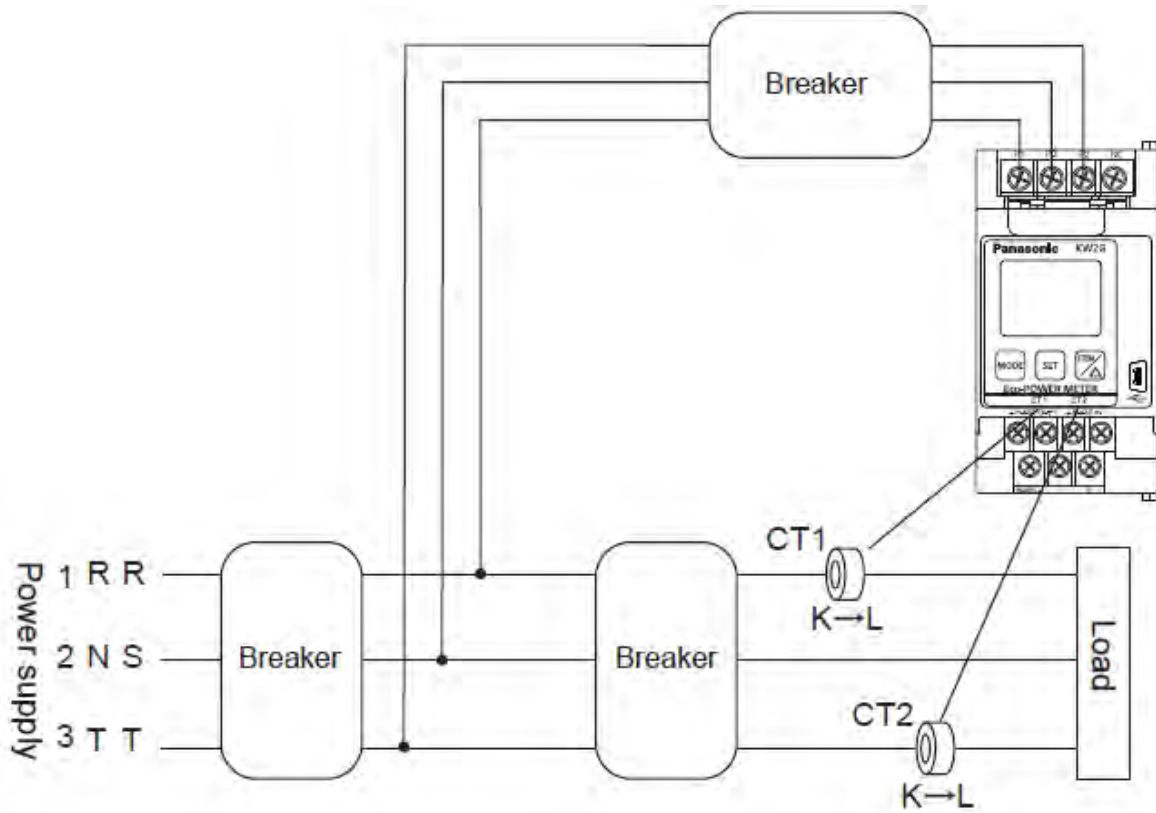 Breaker
Panasonic KW2G
MODE SET ITEM
Eco-POWER METER
CT1 CT2
CT1
K→L
Power supply
1 R R
2 N S
3 T T
Breaker
Breaker
Load
CT2
K→L